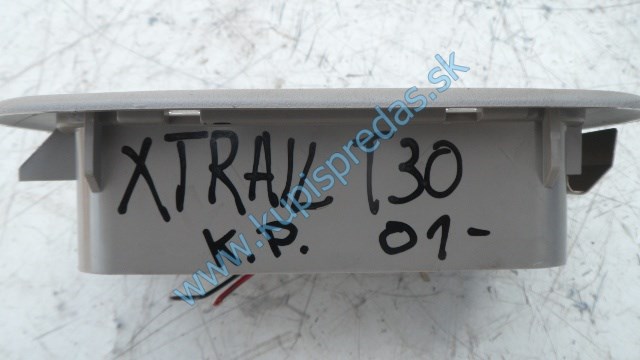 XTRAIL T30
K.P. 01-
www.kupispredas.sk